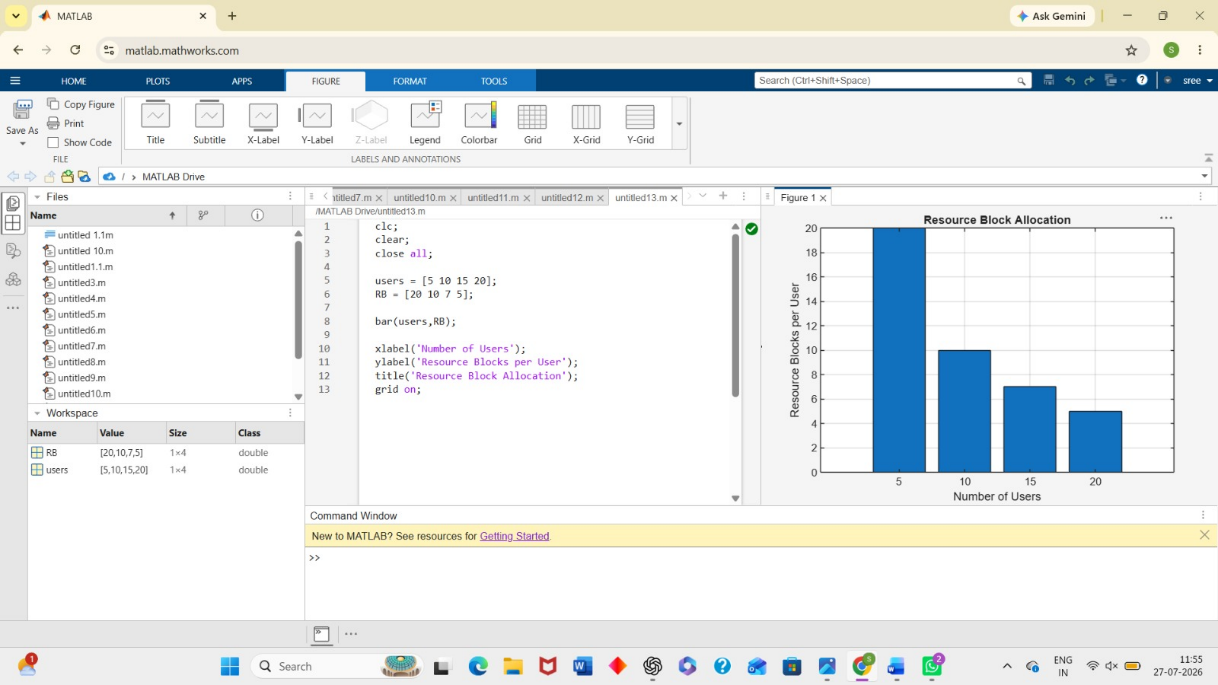 MATLAB
Ask Gemini
matlab.mathworks.com
S
HOME PLOTS APPS FIGURE FORMAT TOOLS
Search (Ctrl+Shift+Space)
sree
Save As
Copy Figure
Print
Show Code
FILE
Title Subtitle X-Label Y-Label Z-Label Legend Colorbar Grid X-Grid Y-Grid
LABELS AND ANNOTATIONS
/ > MATLAB Drive
Files
Name
untitled 1.1m
untitled 10.m
untitled1.1.m
untitled3.m
untitled4.m
untitled5.m
untitled6.m
untitled7.m
untitled8.m
untitled9.m
untitled10.m
Workspace
Name Value Size Class
RB [20,10,7,5] 1×4 double
users [5,10,15,20] 1×4 double
ntitled7.m untitled10.m untitled11.m untitled12.m untitled13.m
/MATLAB Drive/untitled13.m
1 clc;
2 clear;
3 close all;
4
5 users = [5 10 15 20];
6 RB = [20 10 7 5];
7
8 bar(users,RB);
9
10 xlabel('Number of Users');
11 ylabel('Resource Blocks per User');
12 title('Resource Block Allocation');
13 grid on;
Figure 1
Resource Block Allocation
Resource Blocks per User
20
18
16
14
12
10
8
6
4
2
0
5 10 15 20
Number of Users
Command Window
New to MATLAB? See resources for Getting Started.
>>
1
Search
5
2
ENG
IN
11:55
27-07-2026